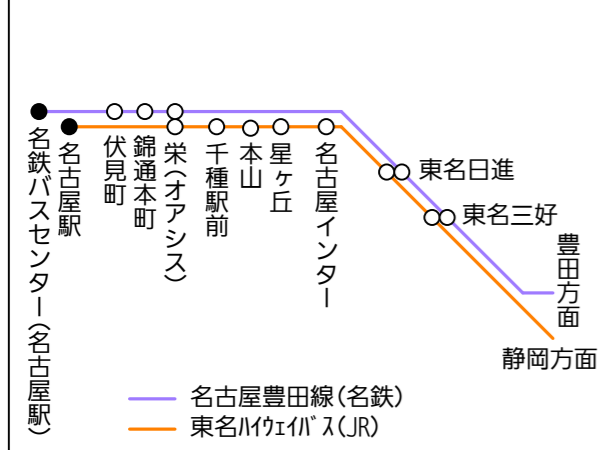 名鉄バスセンター(名古屋駅)
名古屋駅
伏見町
錦通本町
栄(オアシス)
千種駅前
本山
星ヶ丘
名古屋インター
東名日進
東名三好
豊田方面
静岡方面
名古屋豊田線(名鉄)
東名ﾊｲｳｪｲﾊﾞｽ(JR)